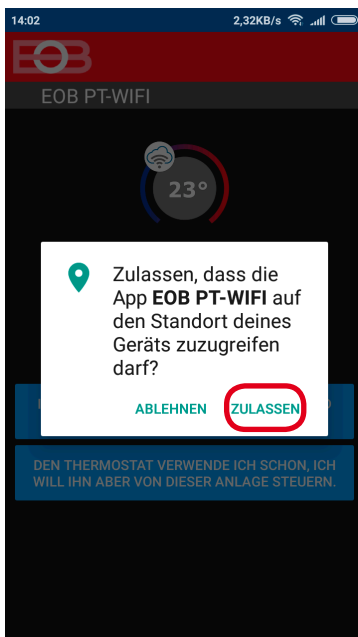 14:02 2,32KB/s
EOB
EOB PT-WIFI
23°
Zulassen, dass die
App EOB PT-WIFI auf
den Standort deines
Geräts zuzugreifen
darf?
ABLEHNEN ZULASSEN
DEN THERMOSTAT VERWENDE ICH SCHON, ICH
WILL IHN ABER VON DIESER ANLAGE STEUERN.